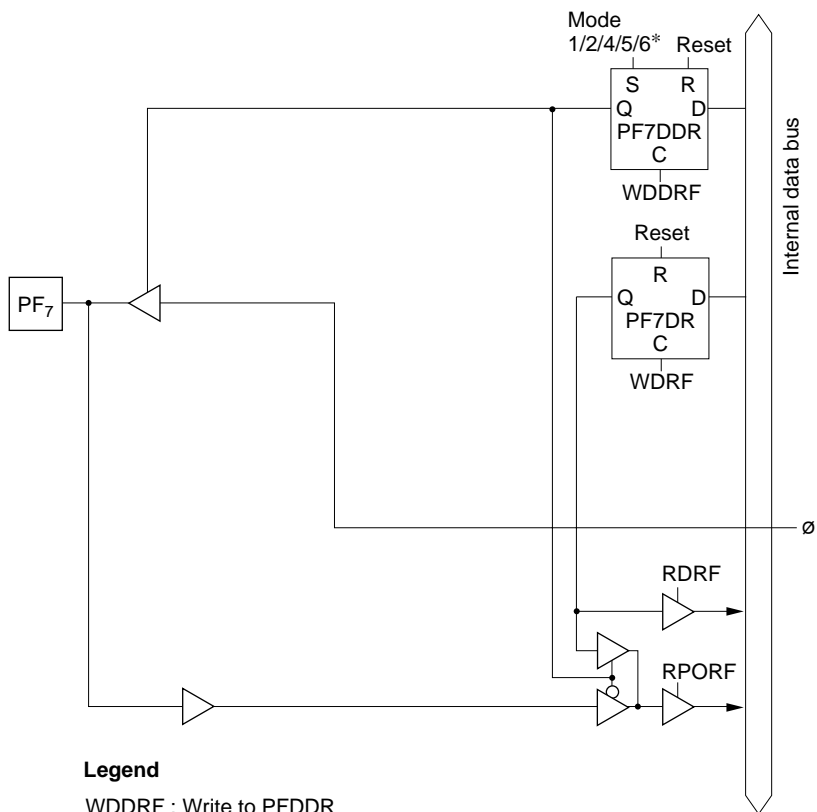 Mode
1/2/4/5/6* Reset
S R
Q D
PF7DDR
C
WDDRF
Internal data bus
Reset
R
Q D
PF7DR
C
WDRF
PF7
ø
RDRF
RPORF
Legend
WDDRF : Write to PFDDR